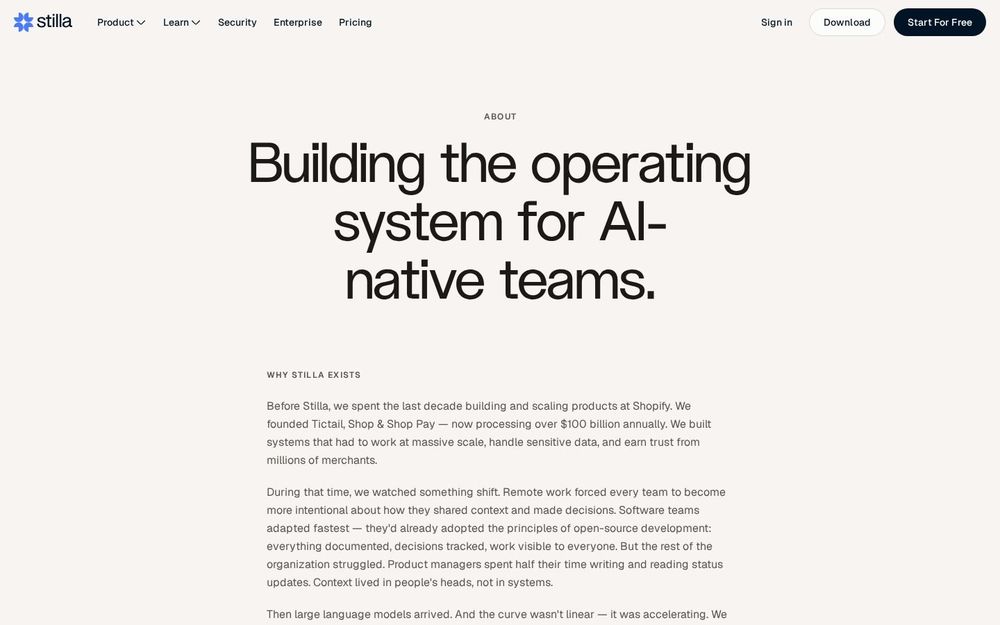 stilla
Product
Learn
Security
Enterprise
Pricing
Sign in
Download
Start For Free
ABOUT
Building the operating
system for AI-
native teams.
WHY STILLA EXISTS
Before Stilla, we spent the last decade building and scaling products at Shopify. We
founded Tictail, Shop & Shop Pay — now processing over $100 billion annually. We built
systems that had to work at massive scale, handle sensitive data, and earn trust from
millions of merchants.
During that time, we watched something shift. Remote work forced every team to become
more intentional about how they shared context and made decisions. Software teams
adapted fastest — they'd already adopted the principles of open-source development:
everything documented, decisions tracked, work visible to everyone. But the rest of the
organization struggled. Product managers spent half their time writing and reading status
updates. Context lived in people's heads, not in systems.
Then large language models arrived. And the curve wasn't linear — it was accelerating. We